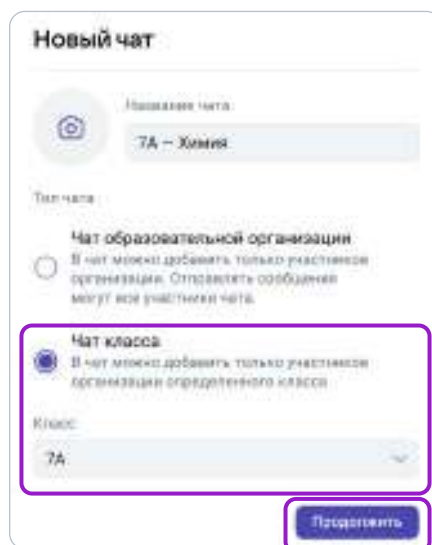 Новый чат
Название чата
7А – Химия
Тип чата
Чат образовательной организации
В чат можно добавить только участников
организации. Отправлять сообщения
могут все участники чата.
Чат класса
В чат можно добавить только участников
организации определенного класса
Класс
7А
Продолжить